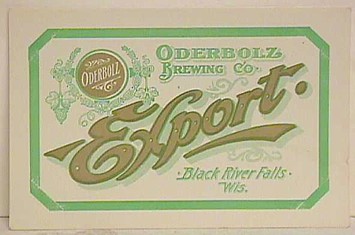 ODERBOLZ
ODERBOLZ
BREWING CO.
Export.
Black River Falls
Wis.